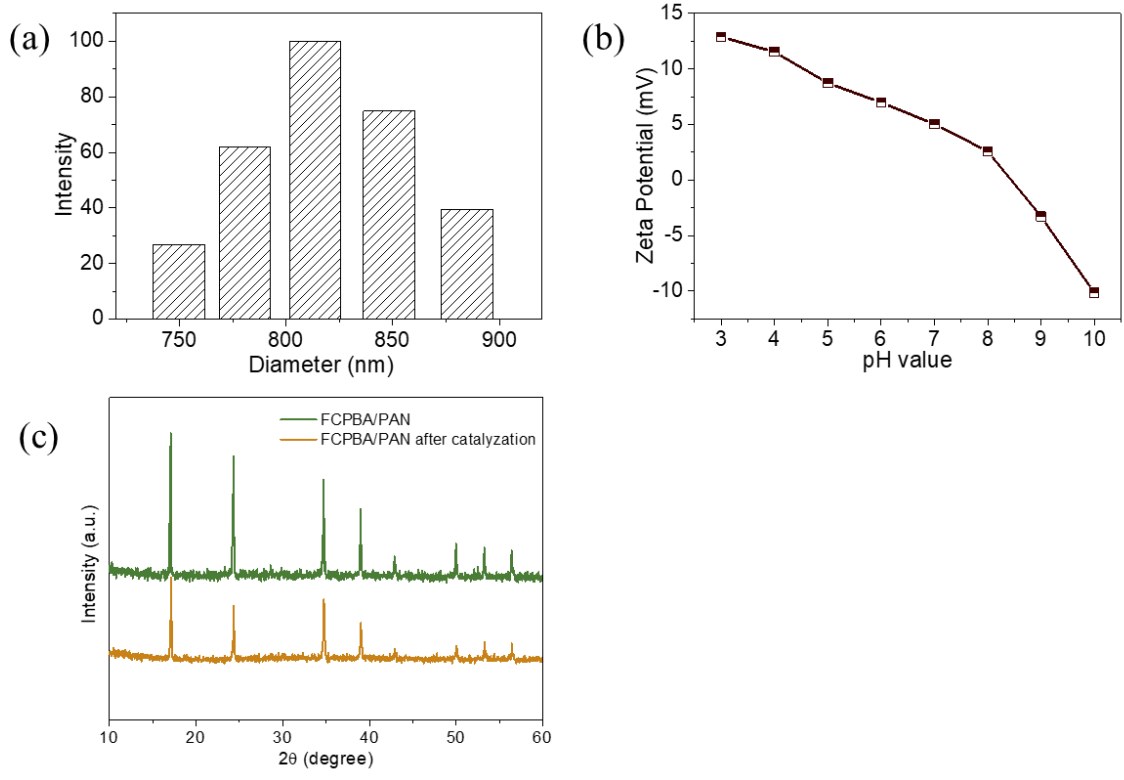 (a)
100
80
60
40
20
0
Intensity
750
800
850
900
Diameter (nm)
(b)
15
10
5
0
-5
-10
Zeta Potential (mV)
3
4
5
6
7
8
9
10
pH value
(c)
FCPBA/PAN
FCPBA/PAN after catalyzation
Intensity (a.u.)
10
20
30
40
50
60
2θ (degree)